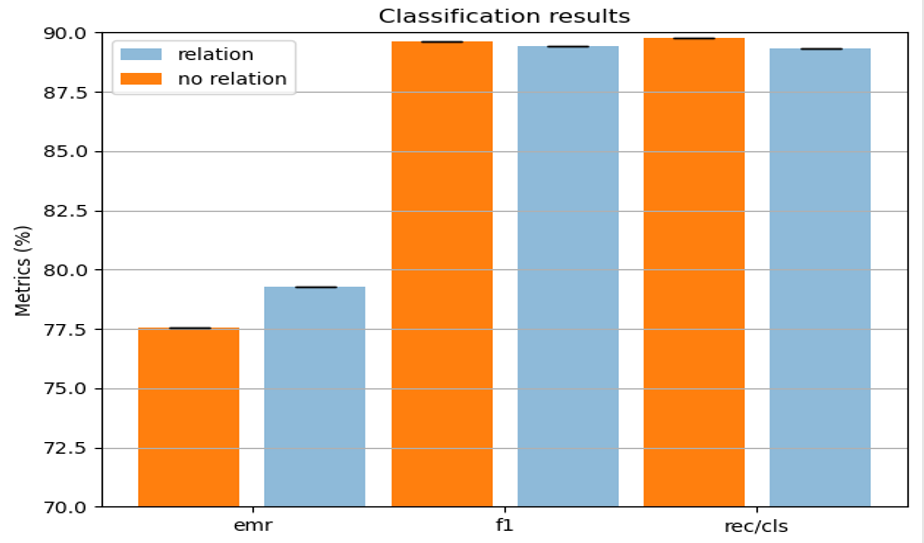 Classification results
relation
no relation
Metrics (%)
90.0
87.5
85.0
82.5
80.0
77.5
75.0
72.5
70.0
emr
f1
rec/cls